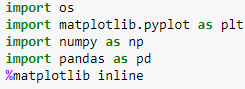 import os
import matplotlib.pyplot as plt
import numpy as np
import pandas as pd
%matplotlib inline